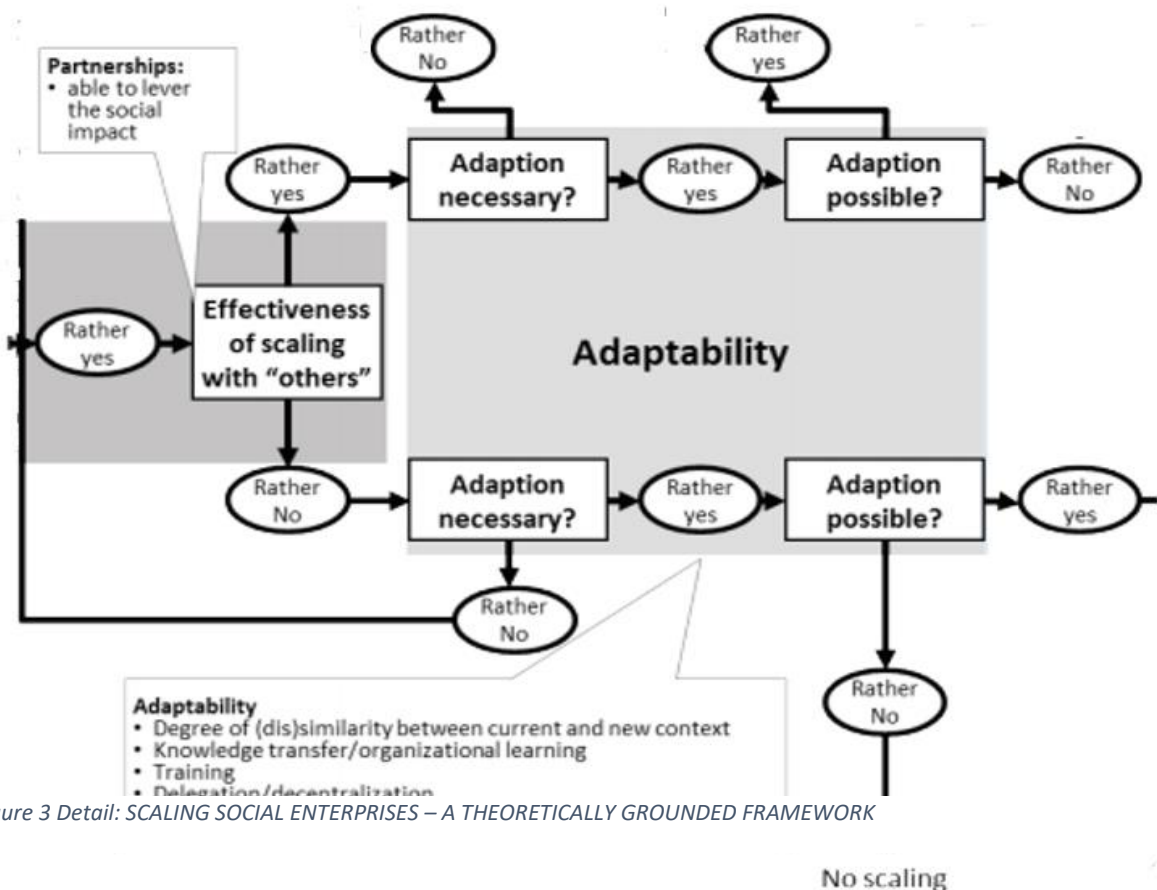 Rather
No
Rather
yes
Partnerships:
• able to lever
the social
impact
Rather
yes
Adaption
necessary?
Rather
yes
Adaption
possible?
Rather
No
Rather
yes
Effectiveness
of scaling
with “others”
Adaptability
Rather
No
Adaption
necessary?
Rather
yes
Adaption
possible?
Rather
yes
Rather
No
Rather
No
Adaptability
• Degree of (dis)similarity between current and new context
• Knowledge transfer/organizational learning
• Training
• Delegation/decentralization
ure 3 Detail: SCALING SOCIAL ENTERPRISES – A THEORETICALLY GROUNDED FRAMEWORK
No scaling